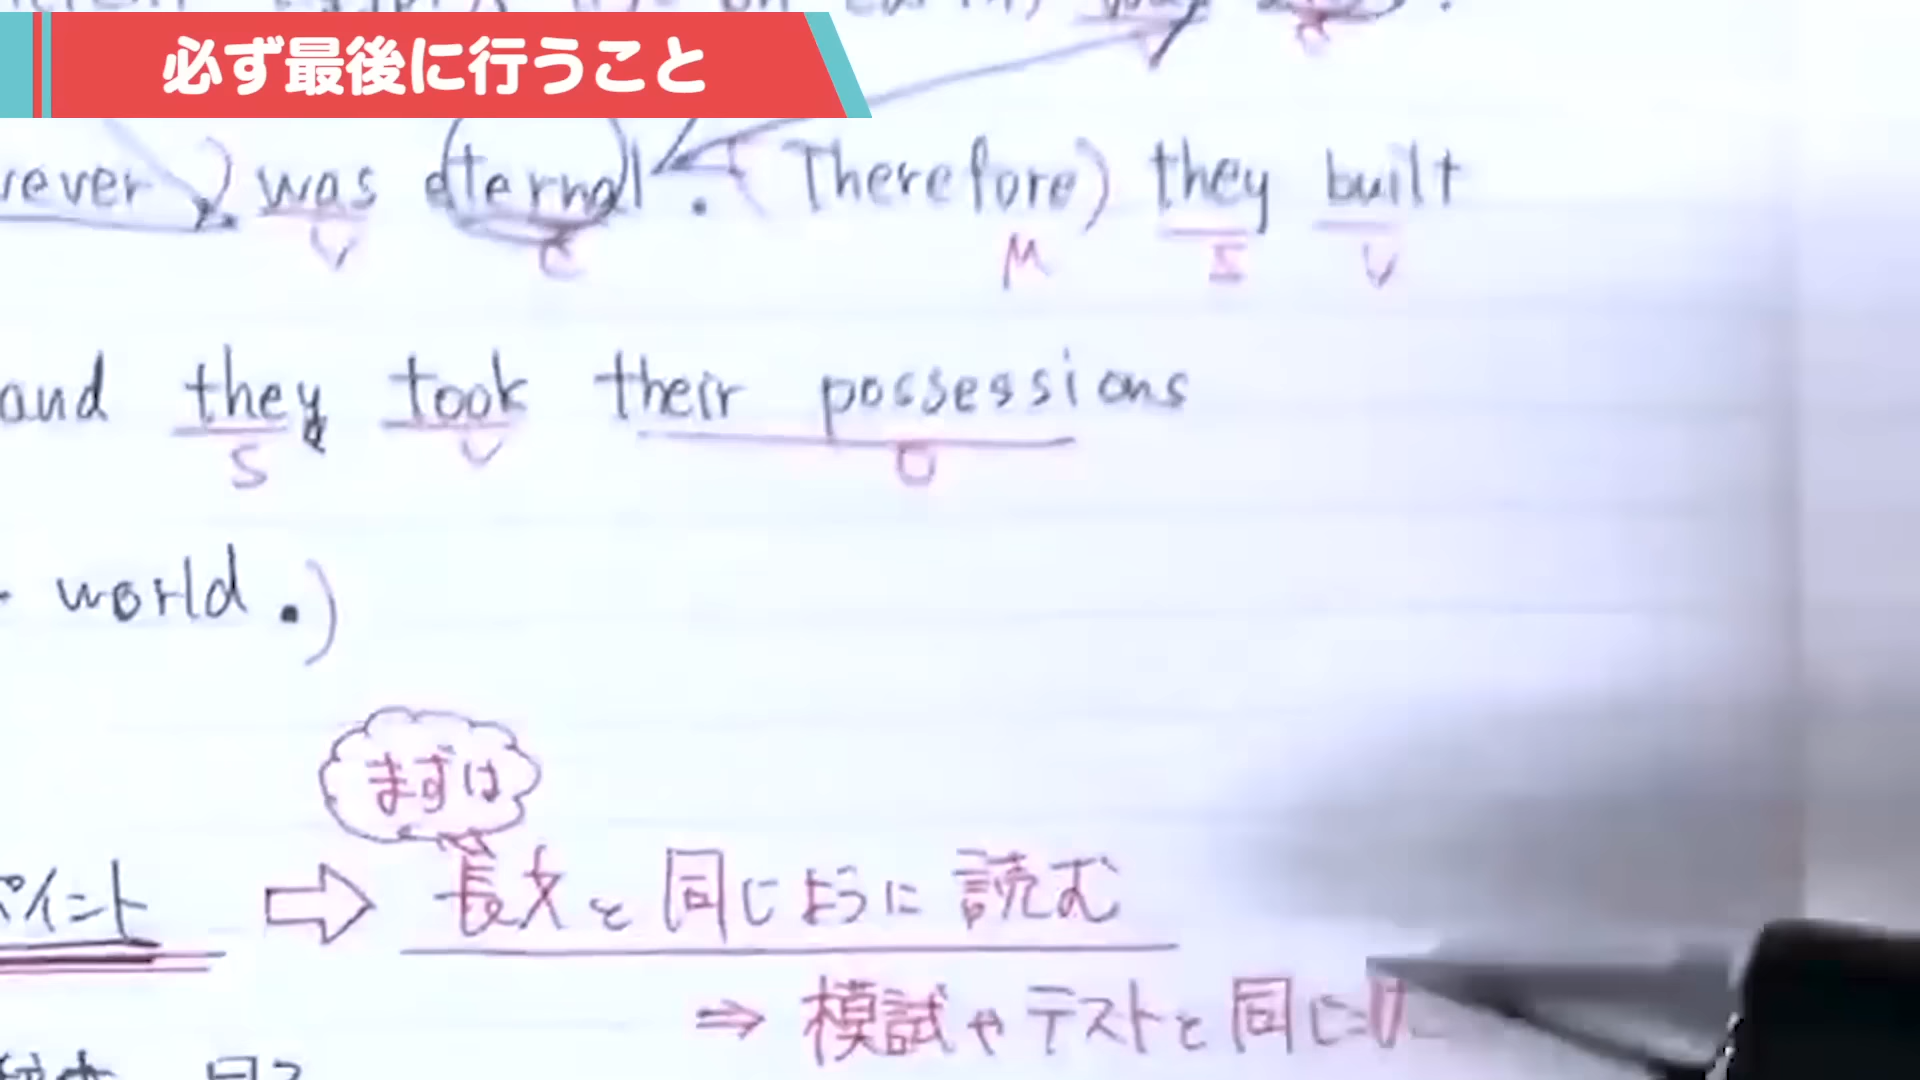 必ず最後に行うこと
was eternal. (Therefore) they built
V C M S V
and they took their possessions
S V O
world.)
まずは
ポイント ⇨ 長文と同じように読む
⇒ 模試やテストと同じ